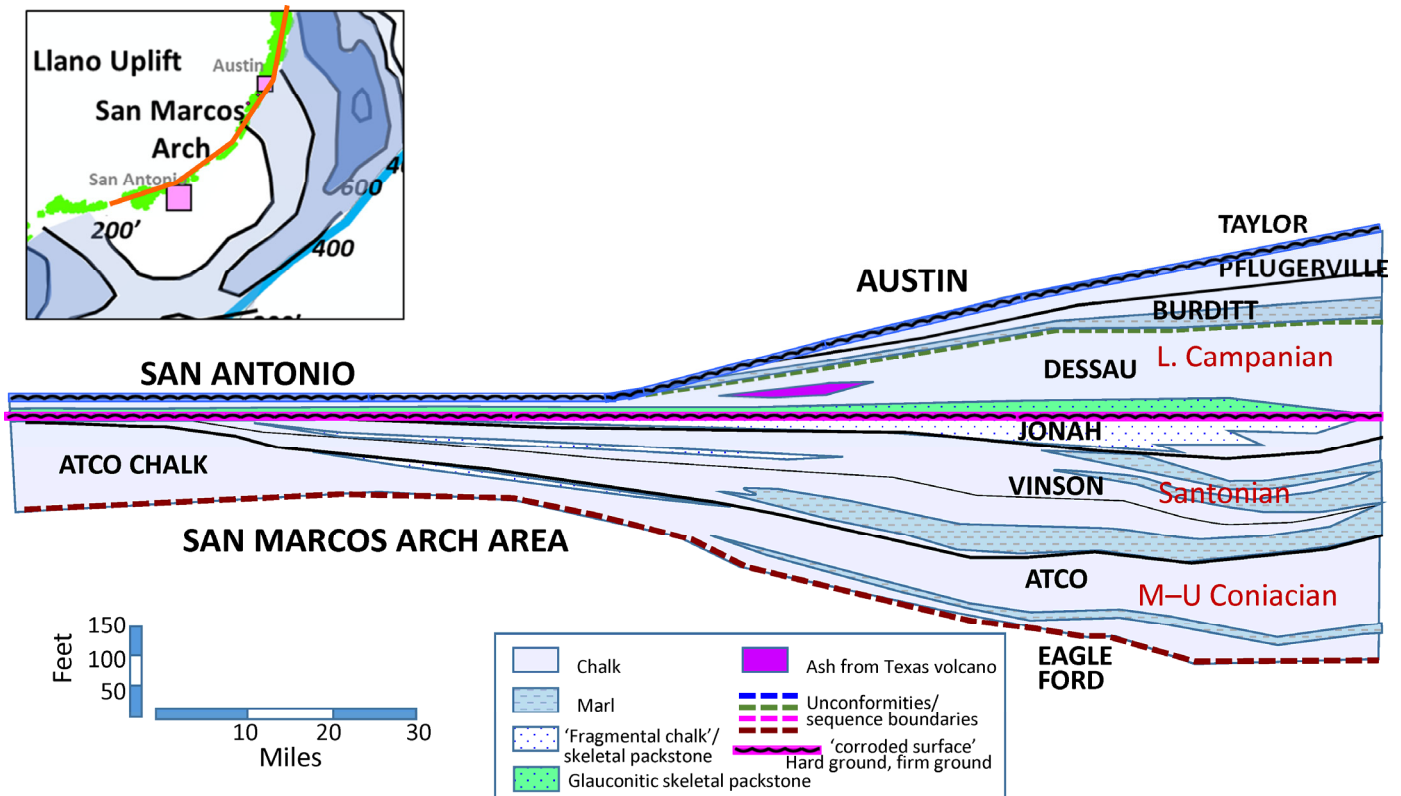 Llano Uplift
Austin
San Marcos
Arch
San Antonio
200'
600
400
TAYLOR
PFLUGERVILLE
AUSTIN
BURDITT
L. Campanian
DESSAU
SAN ANTONIO
JONAH
ATCO CHALK
VINSON
Santonian
SAN MARCOS ARCH AREA
ATCO
M–U Coniacian
EAGLE
FORD
Feet
150
100
50
10
20
30
Miles
Chalk
Marl
'Fragmental chalk'/
skeletal packstone
Glauconitic skeletal packstone
Ash from Texas volcano
Unconformities/
sequence boundaries
'corroded surface'
Hard ground, firm ground